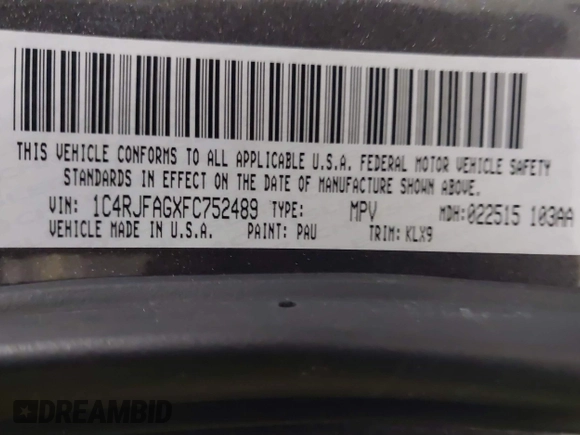 THIS VEHICLE CONFORMS TO ALL APPLICABLE U.S.A. FEDERAL MOTOR VEHICLE SAFETY
STANDARDS IN EFFECT ON THE DATE OF MANUFACTURE SHOWN ABOVE.
VIN: 1C4RJFAGXFC752489 TYPE: MPV MDH:022515 103AA
VEHICLE MADE IN U.S.A. PAINT: PAU TRIM: KLX9
DREAMBID